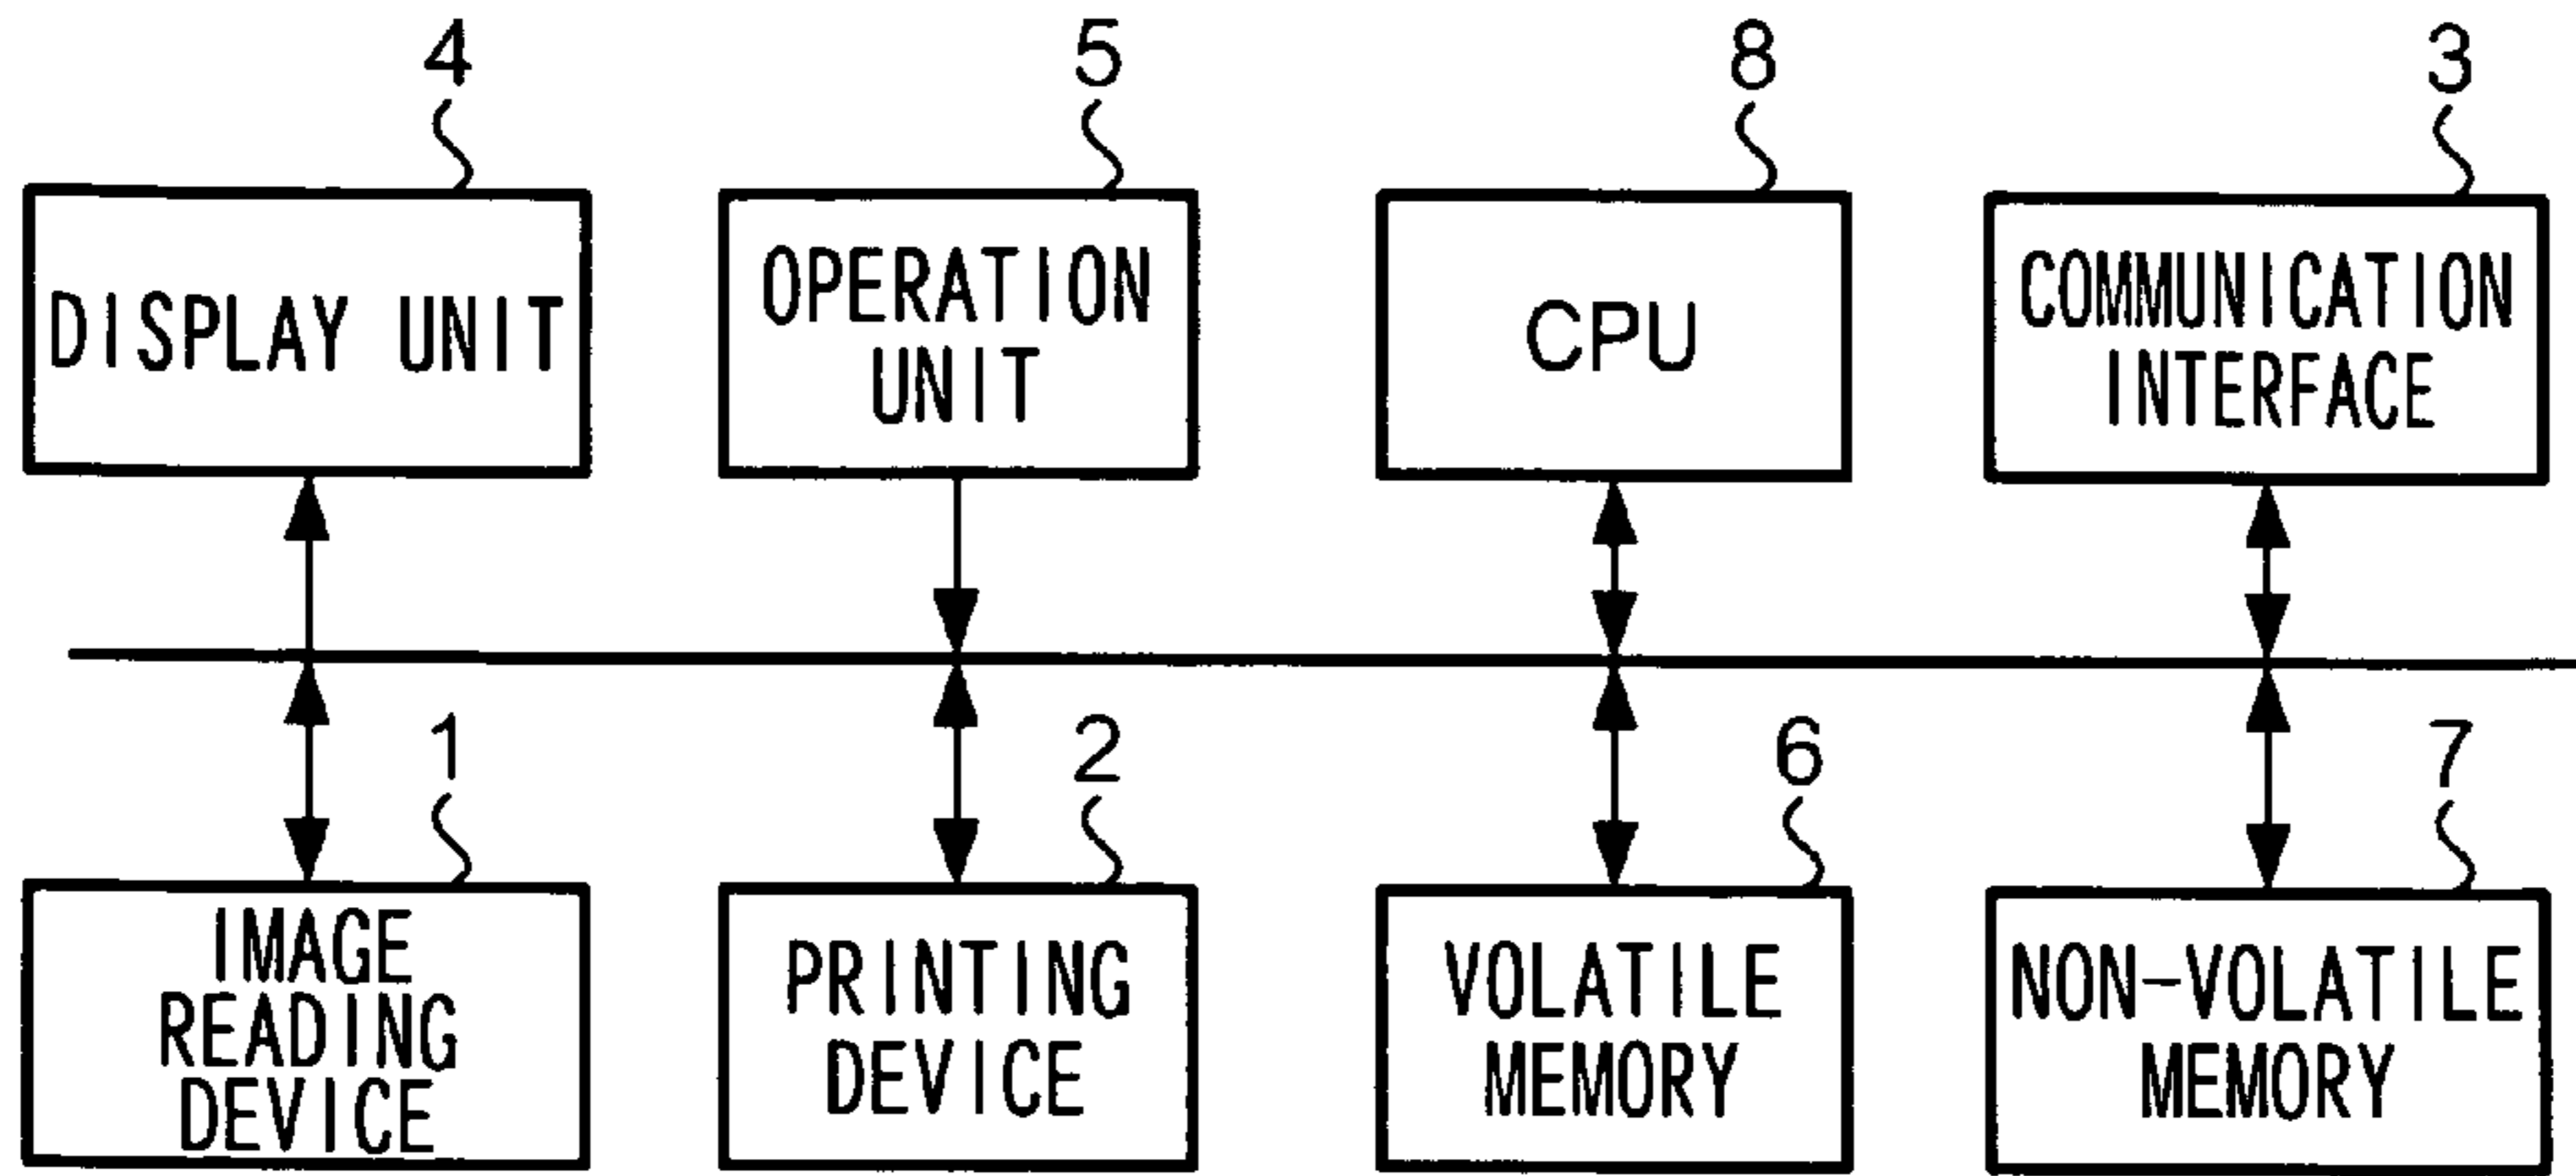 4
5
8
3
DISPLAY UNIT
OPERATION
UNIT
CPU
COMMUNICATION
INTERFACE
1
2
6
7
IMAGE
READING
DEVICE
PRINTING
DEVICE
VOLATILE
MEMORY
NON-VOLATILE
MEMORY